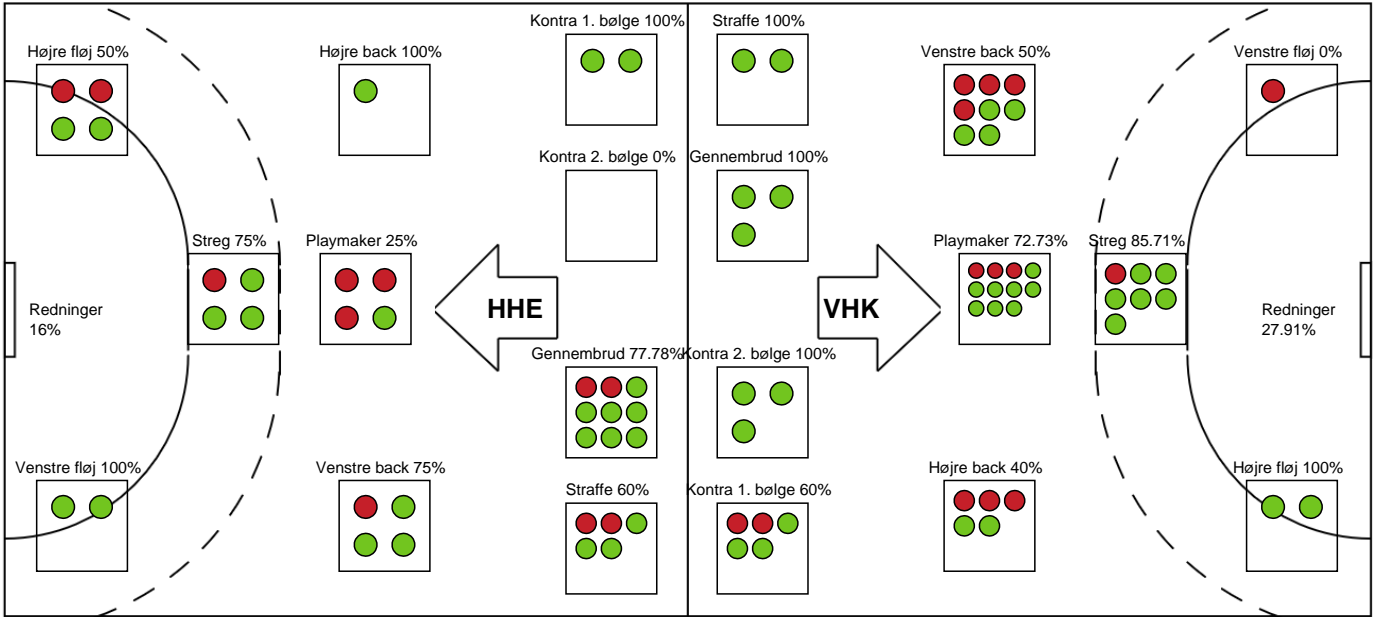 Kontra 1. bølge 100%
Straffe 100%
Højre fløj 50%
Højre back 100%
Venstre back 50%
Venstre fløj 0%
Kontra 2. bølge 0%
Gennembrud 100%
Streg 75%
Playmaker 25%
Playmaker 72.73%
Streg 85.71%
Redninger
16%
HHE
VHK
Redninger
27.91%
Gennembrud 77.78%
Kontra 2. bølge 100%
Venstre fløj 100%
Venstre back 75%
Straffe 60%
Kontra 1. bølge 60%
Højre back 40%
Højre fløj 100%